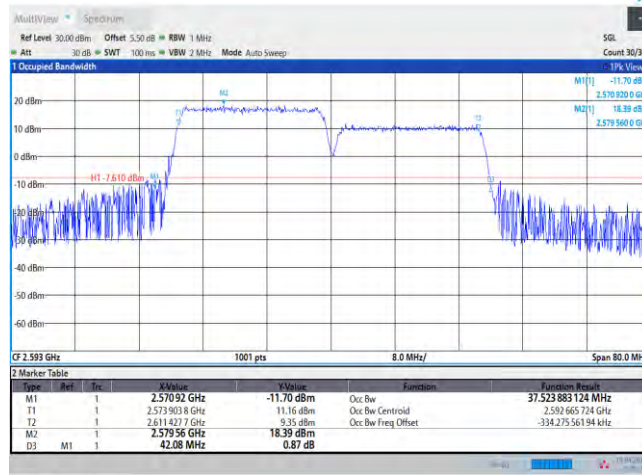 MultiView Spectrum
Ref Level 30.00 dBm Offset 5.50 dB RBW 1 MHz SGL
Att 30 dB SWT 100 ms VBW 2 MHz Mode Auto Sweep Count 30/3
1 Occupied Bandwidth 1Pk View
M1[1] -11.70 dB
2.570 920 0 G
M2[1] 18.39 dB
2.579 560 0 G
M2
20 dBm
T1
10 dBm
0 dBm
H1 -7.610 dBm M1
-10 dBm
-20 dBm
-30 dBm
-40 dBm
-50 dBm
-60 dBm
CF 2.593 GHz 1001 pts 8.0 MHz/ Span 80.0 MH
2 Marker Table
Type Ref Trc X-Value Y-Value Function Function Result
M1 1 2.570 92 GHz -11.70 dBm Occ Bw 37.523 883 124 MHz
T1 1 2.573 903 8 GHz 11.16 dBm Occ Bw Centroid 2.592 665 724 GHz
T2 1 2.611 427 7 GHz 9.35 dBm Occ Bw Freq Offset -334.275 561 94 kHz
M2 1 2.579 56 GHz 18.39 dBm
D3 M1 1 42.08 MHz 0.87 dB